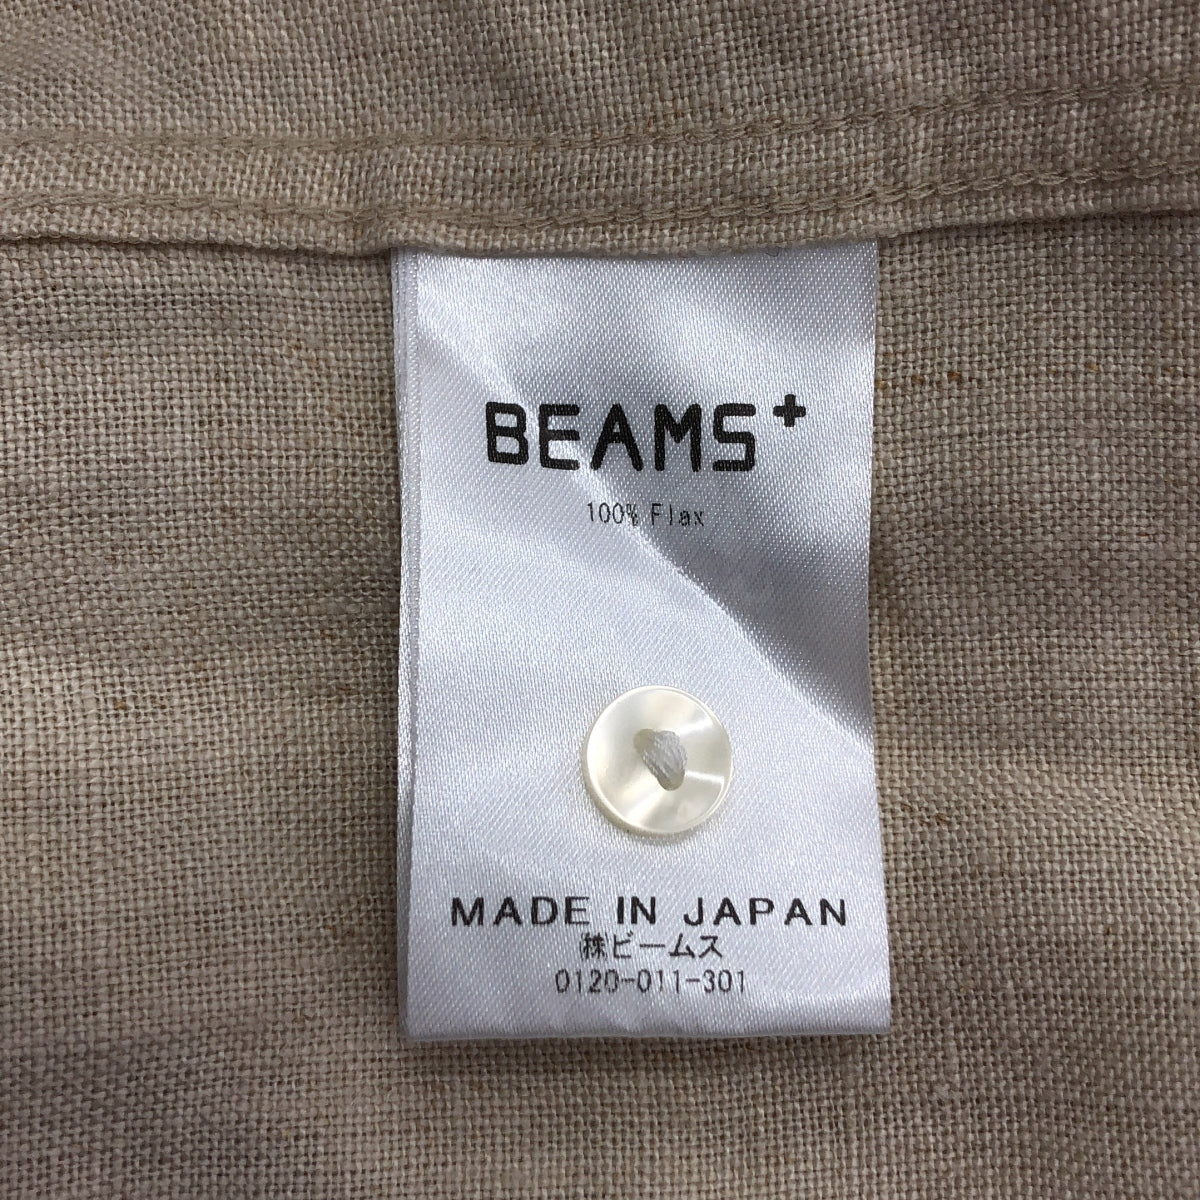 BEAMS+
100% Flax
MADE IN JAPAN
㈱ビームス
0120-011-301